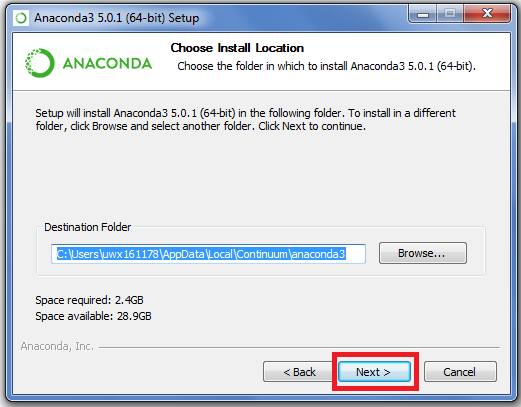 Anaconda3 5.0.1 (64-bit) Setup
ANACONDA
Choose Install Location
Choose the folder in which to install Anaconda3 5.0.1 (64-bit).
Setup will install Anaconda3 5.0.1 (64-bit) in the following folder. To install in a different
folder, click Browse and select another folder. Click Next to continue.
Destination Folder
C:\Users\uwx161178\AppData\Local\Continuum\anaconda3
Browse...
Space required: 2.4GB
Space available: 28.9GB
Anaconda, Inc.
< Back
Next >
Cancel